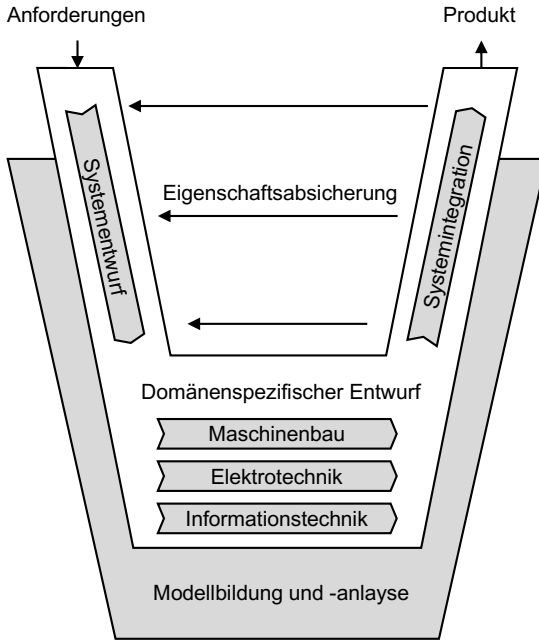 Anforderungen
Produkt
Systementwurf
Eigenschaftsabsicherung
Systemintegration
Domänenspezifischer Entwurf
Maschinenbau
Elektrotechnik
Informationstechnik
Modellbildung und -anlayse